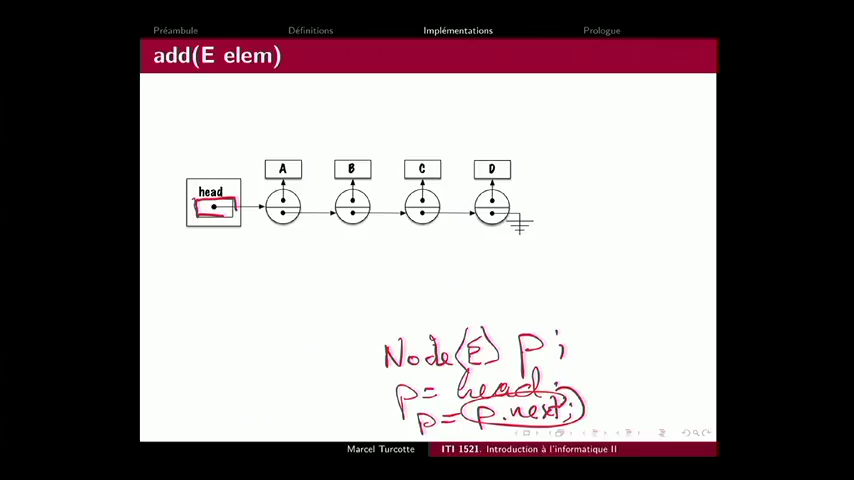 Préambule Définitions Implémentations Prologue
add(E elem)
A B C D
head
Node<E> p;
p = head;
p = p.next;
Marcel Turcotte ITI 1521. Introduction à l'informatique II